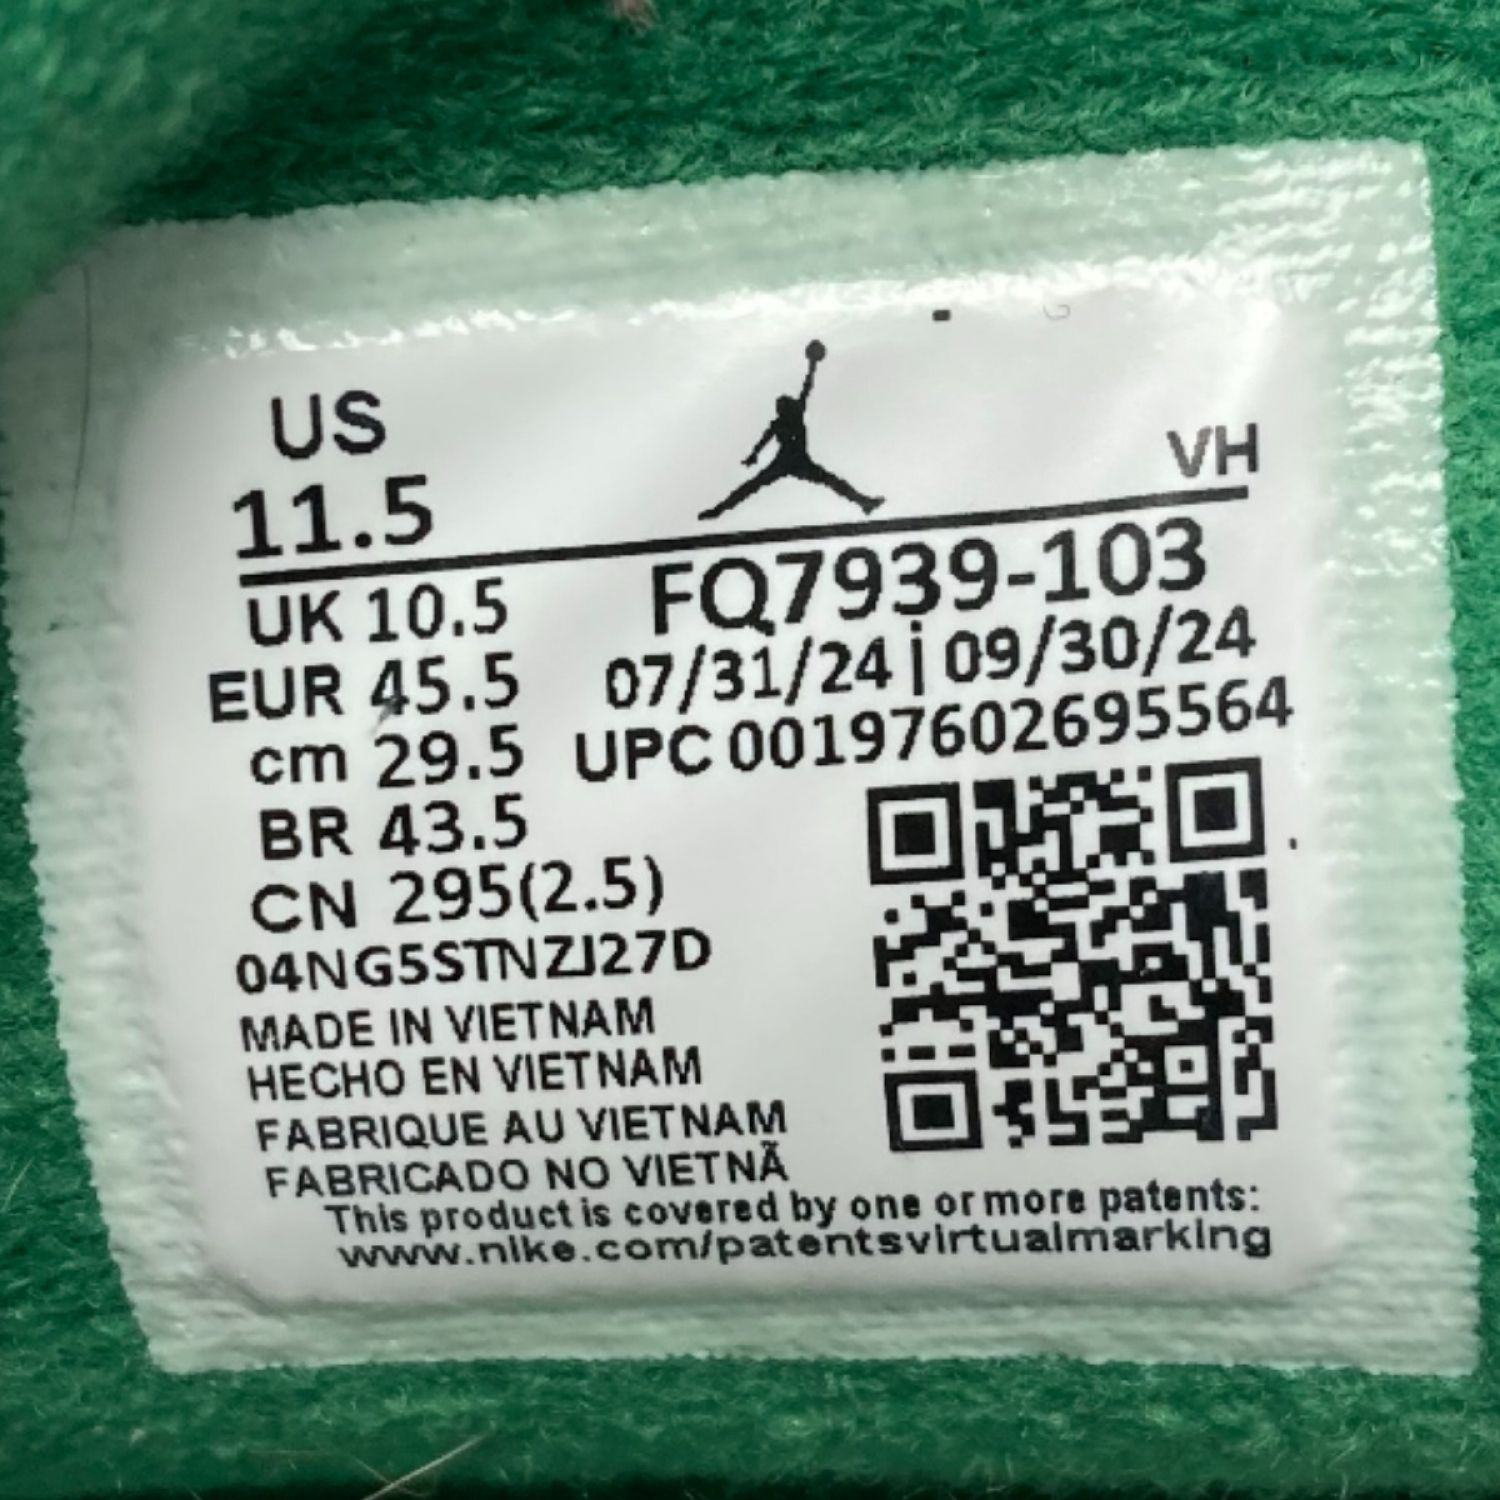 US
11.5
VH
UK 10.5
FQ7939-103
EUR 45.5
07/31/24 | 09/30/24
cm 29.5
UPC 00197602695564
BR 43.5
CN 295(2.5)
04NG5STNZJ27D
MADE IN VIETNAM
HECHO EN VIETNAM
FABRIQUE AU VIETNAM
FABRICADO NO VIETNÃ
This product is covered by one or more patents:
www.nike.com/patentsvirtualmarking